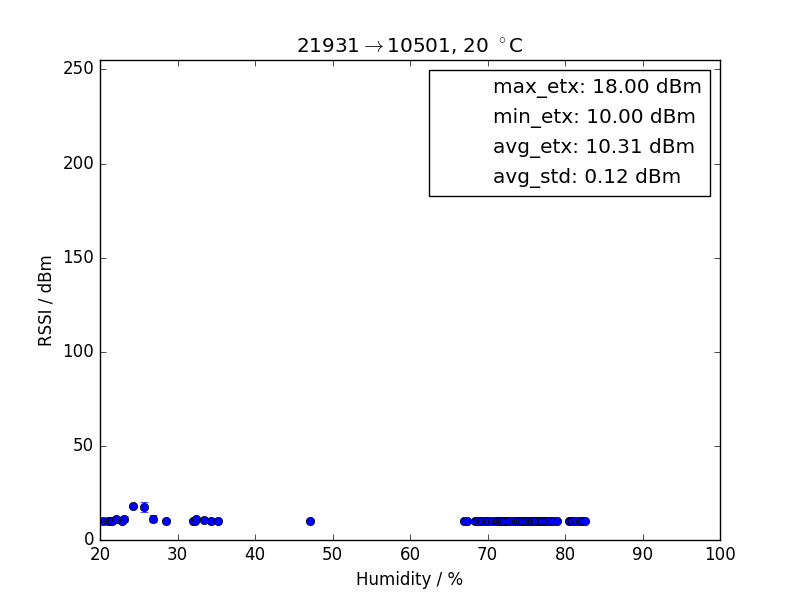 21931→10501, 20 °C
max_etx: 18.00 dBm
min_etx: 10.00 dBm
avg_etx: 10.31 dBm
avg_std: 0.12 dBm
RSSI / dBm
250
200
150
100
50
0
20 30 40 50 60 70 80 90 100
Humidity / %